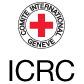 COMITE INTERNATIONAL
GENEVE
ICRC